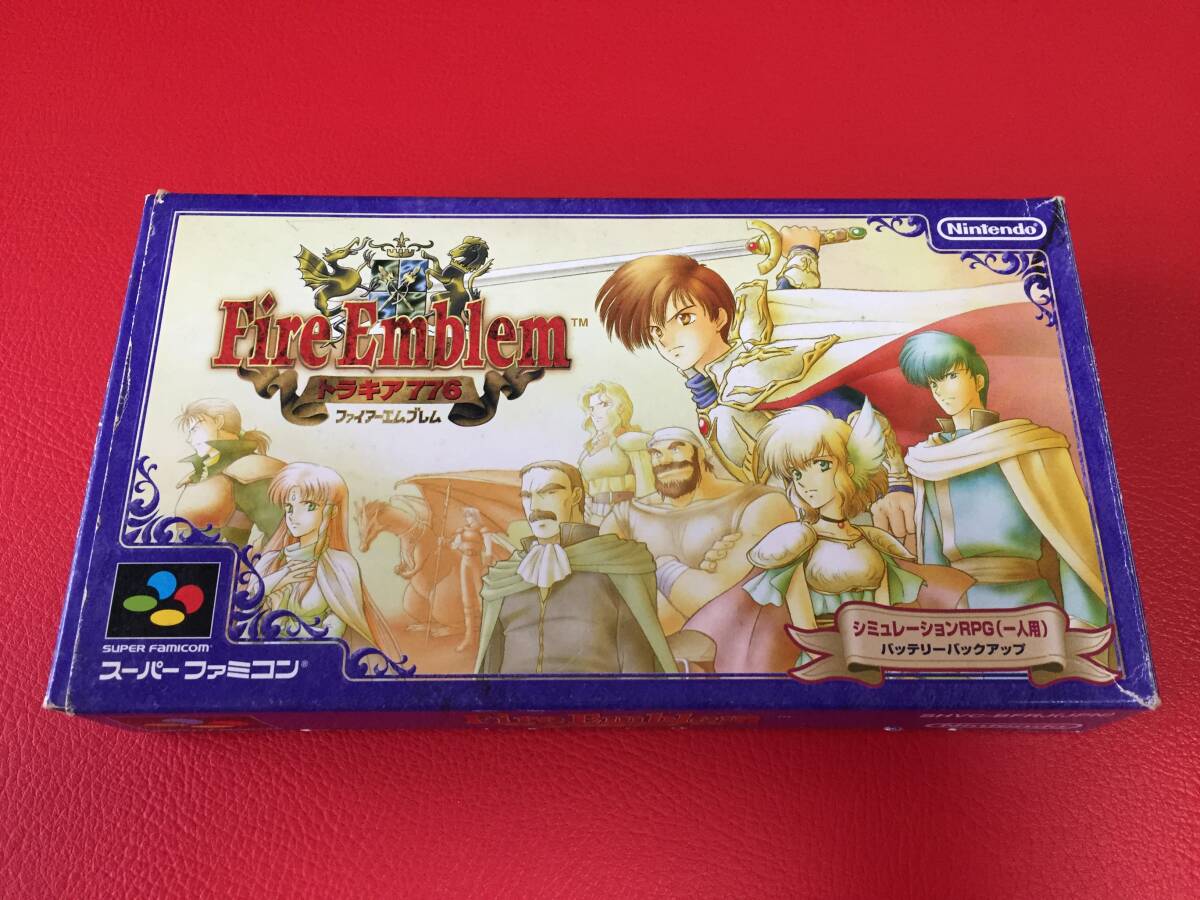 Nintendo
Fire Emblem™
トラキア776
ファイアーエムブレム
シミュレーションRPG(一人用)
バッテリーバックアップ
SUPER FAMICOM
スーパーファミコン®
Fire Emblem™